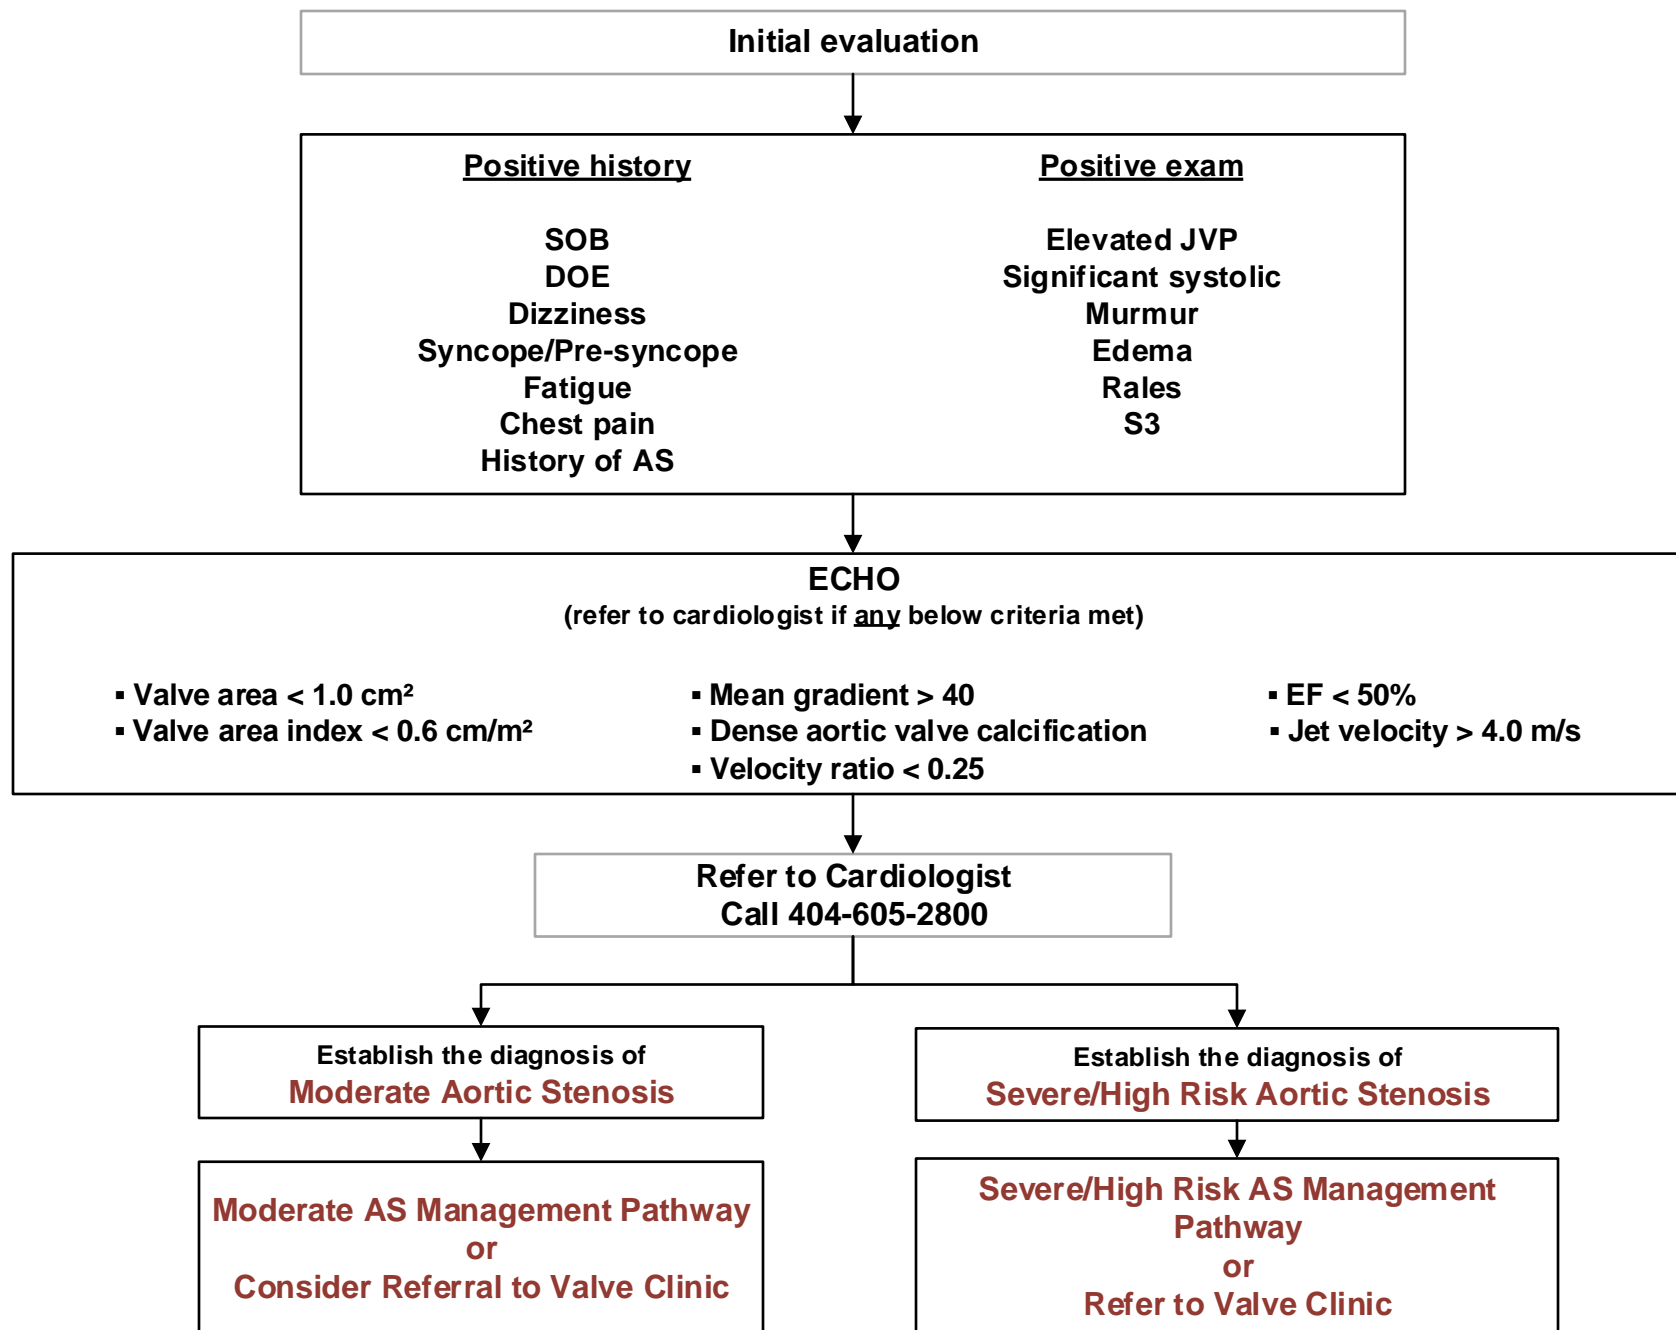 Initial evaluation
Positive history
SOB
DOE
Dizziness
Syncope/Pre-syncope
Fatigue
Chest pain
History of AS
Positive exam
Elevated JVP
Significant systolic
Murmur
Edema
Rales
S3
ECHO
(refer to cardiologist if any below criteria met)
▪ Valve area < 1.0 cm²
▪ Valve area index < 0.6 cm/m²
▪ Mean gradient > 40
▪ Dense aortic valve calcification
▪ Velocity ratio < 0.25
▪ EF < 50%
▪ Jet velocity > 4.0 m/s
Refer to Cardiologist
Call 404-605-2800
Establish the diagnosis of
Moderate Aortic Stenosis
Moderate AS Management Pathway
or
Consider Referral to Valve Clinic
Establish the diagnosis of
Severe/High Risk Aortic Stenosis
Severe/High Risk AS Management
Pathway
or
Refer to Valve Clinic